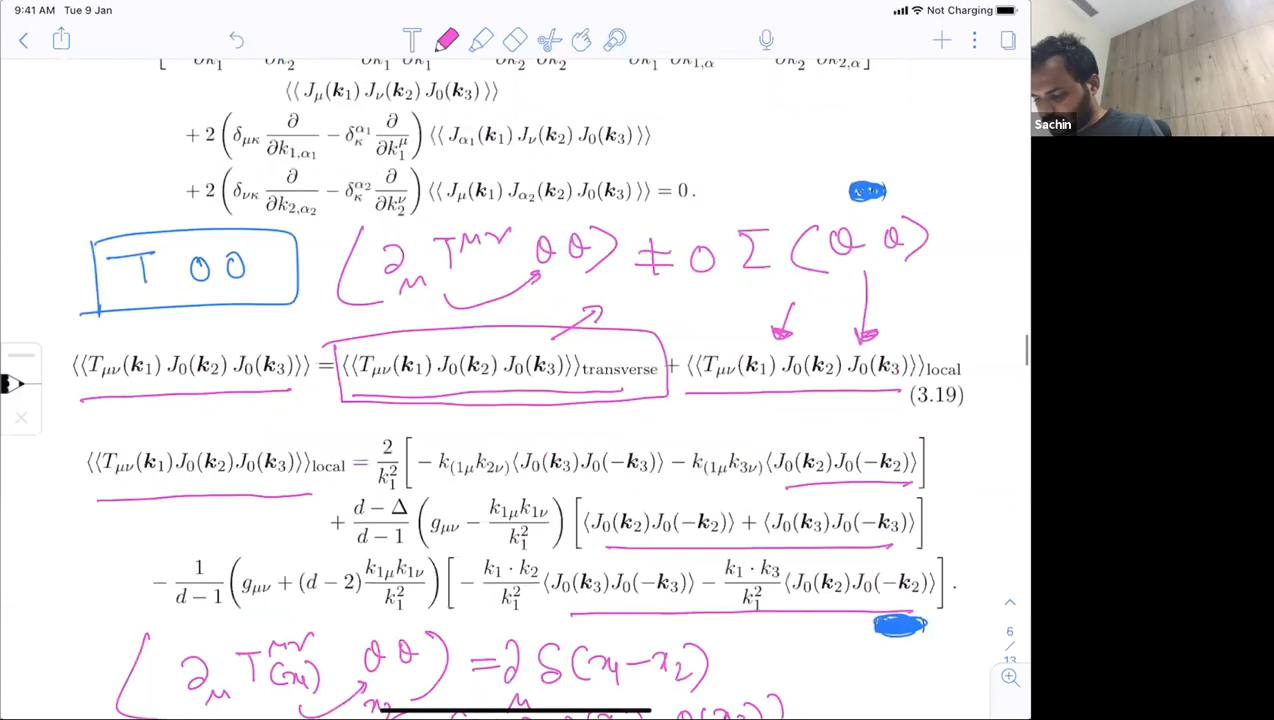 9:41 AM Tue 9 Jan
Not Charging
Sachin
⟨⟨ J_μ(k_1) J_ν(k_2) J_0(k_3) ⟩⟩
+ 2 ( δ_{μκ} ∂/∂k_{1,α_1} − δ_κ^{α_1} ∂/∂k_1^μ ) ⟨⟨ J_{α_1}(k_1) J_ν(k_2) J_0(k_3) ⟩⟩
+ 2 ( δ_{νκ} ∂/∂k_{2,α_2} − δ_κ^{α_2} ∂/∂k_2^ν ) ⟨⟨ J_μ(k_1) J_{α_2}(k_2) J_0(k_3) ⟩⟩ = 0 .
T O O
⟨ ∂_μ T^{μν} θ θ ⟩ ≠ 0 Σ ⟨ θ θ ⟩
⟨⟨T_{μν}(k_1) J_0(k_2) J_0(k_3)⟩⟩ = ⟨⟨T_{μν}(k_1) J_0(k_2) J_0(k_3)⟩⟩_{transverse} + ⟨⟨T_{μν}(k_1) J_0(k_2) J_0(k_3)⟩⟩_{local}
(3.19)
⟨⟨T_{μν}(k_1)J_0(k_2)J_0(k_3)⟩⟩_{local} = 2/k_1^2 [ − k_{(1μ}k_{2ν)}⟨J_0(k_3)J_0(−k_3)⟩ − k_{(1μ}k_{3ν)}⟨J_0(k_2)J_0(−k_2)⟩ ]
+ (d − Δ)/(d − 1) ( g_{μν} − k_{1μ}k_{1ν}/k_1^2 ) [ ⟨J_0(k_2)J_0(−k_2)⟩ + ⟨J_0(k_3)J_0(−k_3)⟩ ]
− 1/(d − 1) ( g_{μν} + (d − 2) k_{1μ}k_{1ν}/k_1^2 ) [ − k_1 · k_2/k_1^2 ⟨J_0(k_3)J_0(−k_3)⟩ − k_1 · k_3/k_1^2 ⟨J_0(k_2)J_0(−k_2)⟩ ] .
⟨ ∂_μ T^{μν}(x_1) θ θ ⟩ = ∂_μ δ(x_1 − x_2)
6
/
13